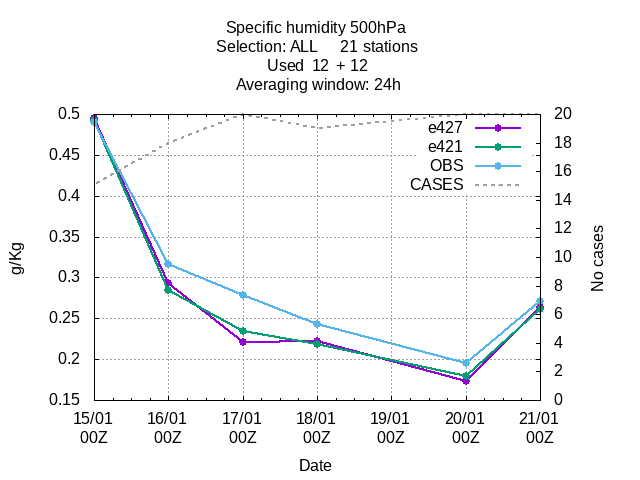 Specific humidity 500hPa
Selection: ALL 21 stations
Used 12 + 12
Averaging window: 24h
0.5
0.45
0.4
0.35
0.3
0.25
0.2
0.15
g/Kg
e427
e421
OBS
CASES
20
18
16
14
12
10
8
6
4
2
0
No cases
15/01 16/01 17/01 18/01 19/01 20/01 21/01
00Z 00Z 00Z 00Z 00Z 00Z 00Z
Date